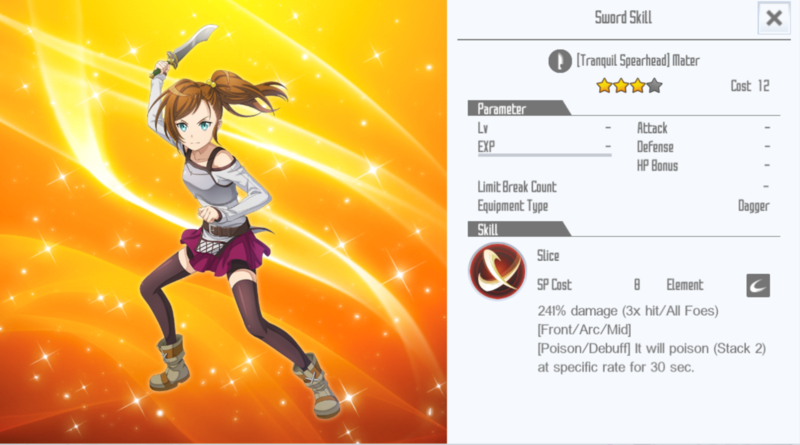 Sword Skill
[Tranquil Spearhead] Mater
Cost 12
Parameter
Lv - Attack -
EXP - Defense -
HP Bonus -
Limit Break Count -
Equipment Type Dagger
Skill
Slice
SP Cost 8 Element
241% damage (3x hit/All Foes)
[Front/Arc/Mid]
[Poison/Debuff] It will poison (Stack 2)
at specific rate for 30 sec.